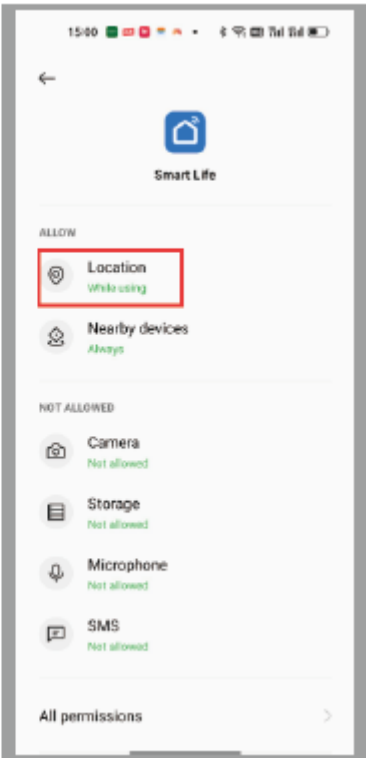 15:00
Smart Life
ALLOW
Location
While using
Nearby devices
Always
NOT ALLOWED
Camera
Not allowed
Storage
Not allowed
Microphone
Not allowed
SMS
Not allowed
All permissions